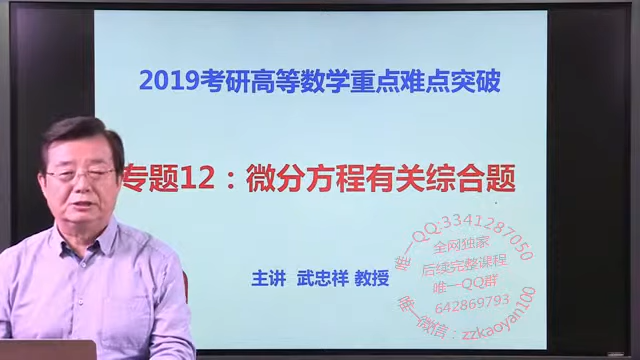 2019考研高等数学重点难点突破
专题12：微分方程有关综合题
主讲 武忠祥 教授
唯一QQ:3341287050
全网独家
后续完整课程
唯一QQ群
642869793
唯一微信：zzkaoyan100